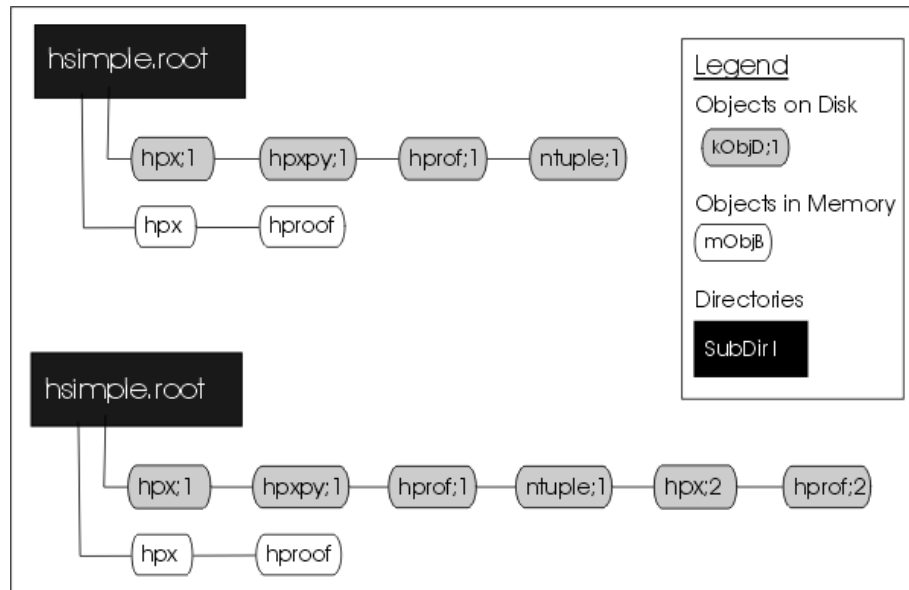 hsimple.root
hpx;1 hpxpy;1 hprof;1 ntuple;1
hpx hproof
hsimple.root
hpx;1 hpxpy;1 hprof;1 ntuple;1 hpx;2 hprof;2
hpx hproof
Legend
Objects on Disk
kObjD;1
Objects in Memory
mObjB
Directories
SubDir1